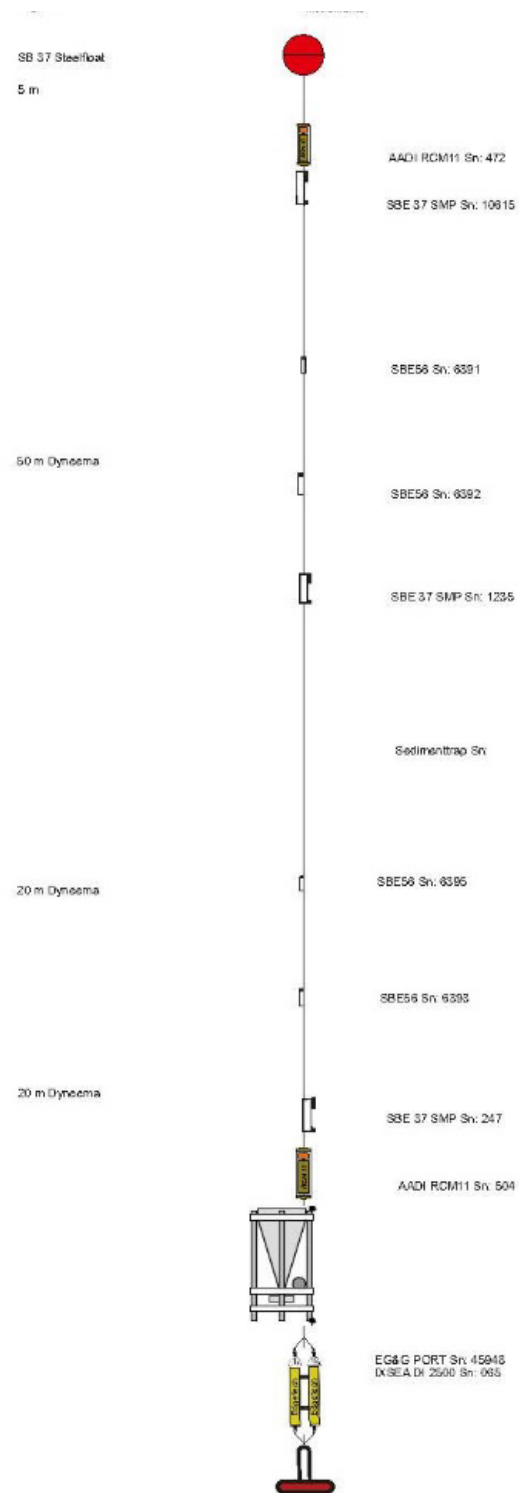 SB 37 Steelfloat
5 m
AADI RCM11 Sn: 472
SBE 37 SMP Sn: 10615
SBE56 Sn: 6391
50 m Dyneema
SBE56 Sn: 6392
SBE 37 SMP Sn: 1235
Sedimenttrap Sn:
SBE56 Sn: 6395
20 m Dyneema
SBE56 Sn: 6393
20 m Dyneema
SBE 37 SMP Sn: 247
AADI RCM11 Sn: 504
EG&G PORT Sn: 45948
IXSEA DI 2500 Sn: 065